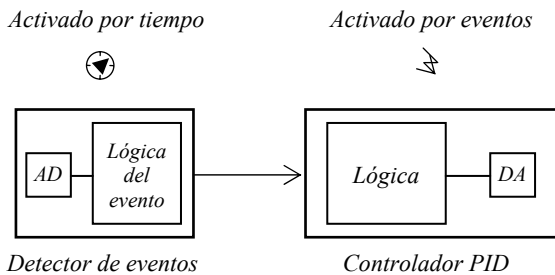 Activado por tiempo
Activado por eventos
AD
Lógica
del
evento
Lógica
DA
Detector de eventos
Controlador PID